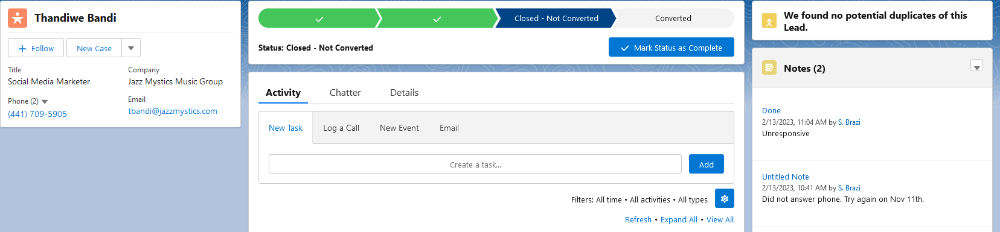 Thandiwe Bandi
+ Follow
New Case
Title
Social Media Marketer
Company
Jazz Mystics Music Group
Phone (2)
(441) 709-5905
Email
tbandi@jazzmystics.com
Closed - Not Converted
Converted
Status: Closed - Not Converted
Mark Status as Complete
Activity
Chatter
Details
New Task
Log a Call
New Event
Email
Create a task...
Add
Filters: All time • All activities • All types
Refresh • Expand All • View All
We found no potential duplicates of this
Lead.
Notes (2)
Done
2/13/2023, 11:04 AM by S. Brazi
Unresponsive
Untitled Note
2/13/2023, 10:41 AM by S. Brazi
Did not answer phone. Try again on Nov 11th.